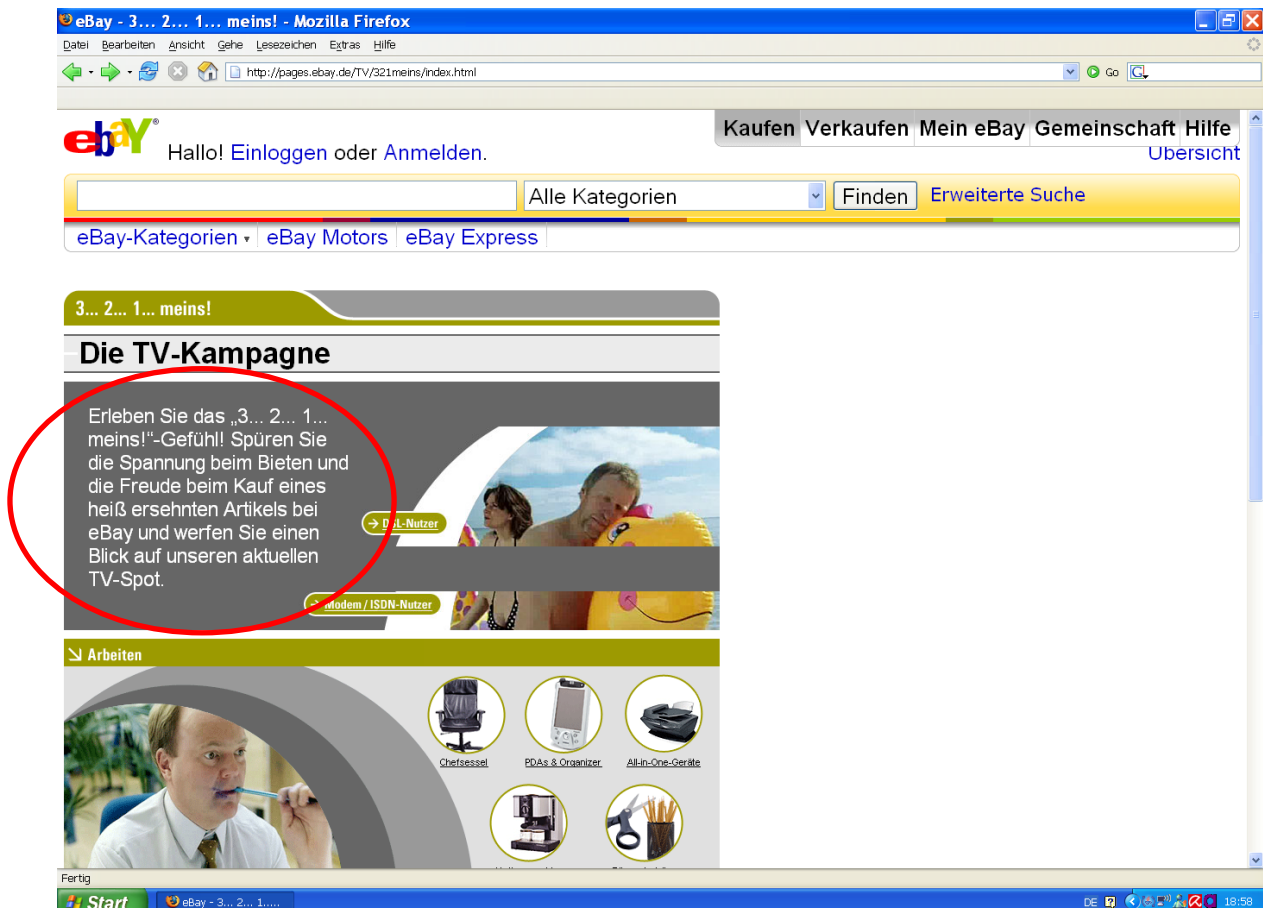 eBay - 3... 2... 1... meins! - Mozilla Firefox
Datei Bearbeiten Ansicht Gehe Lesezeichen Extras Hilfe
http://pages.ebay.de/TV/321meins/index.html Go
ebaY®
Hallo! Einloggen oder Anmelden.
Kaufen Verkaufen Mein eBay Gemeinschaft Hilfe
Übersicht
Alle Kategorien Finden Erweiterte Suche
eBay-Kategorien eBay Motors eBay Express
3... 2... 1... meins!
Die TV-Kampagne
Erleben Sie das „3... 2... 1...
meins!“-Gefühl! Spüren Sie
die Spannung beim Bieten und
die Freude beim Kauf eines
heiß ersehnten Artikels bei
eBay und werfen Sie einen
Blick auf unseren aktuellen
TV-Spot.
DSL-Nutzer
Modem / ISDN-Nutzer
Arbeiten
Chefsessel PDAs & Organizer All-in-One-Geräte
Fertig
Start eBay - 3... 2... 1..... DE 18:58